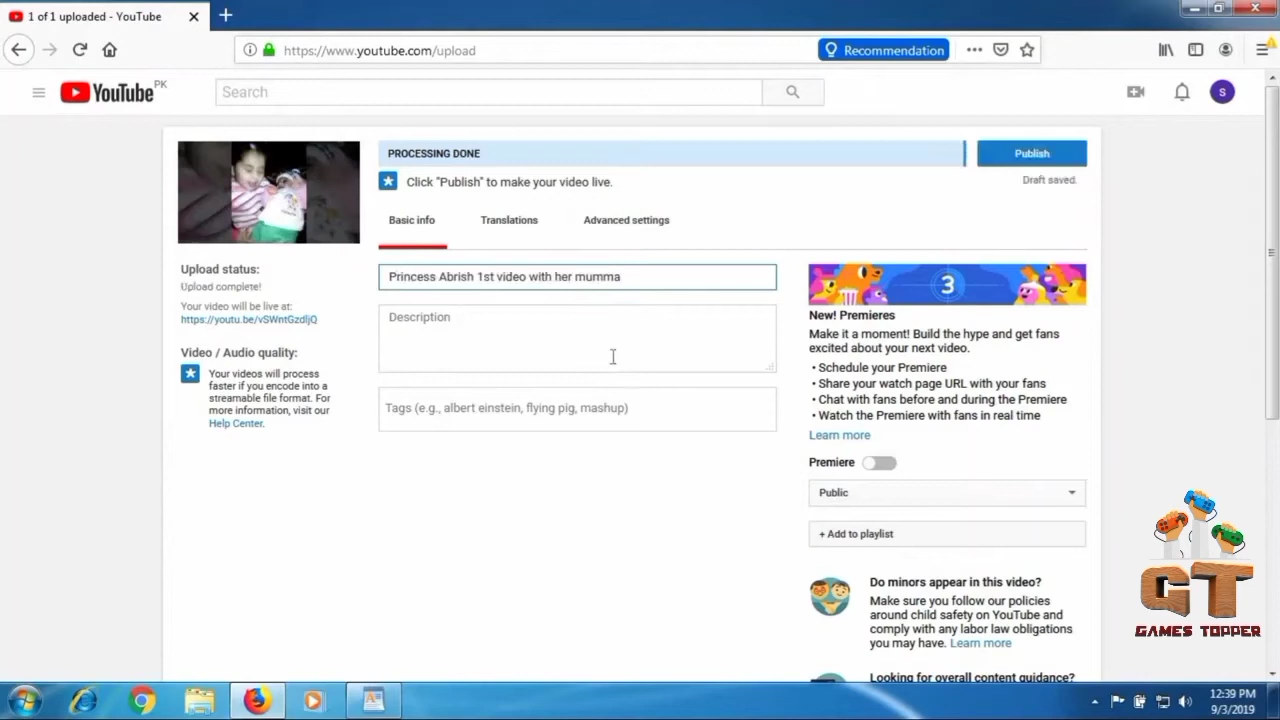 1 of 1 uploaded - YouTube
https://www.youtube.com/upload
Recommendation
YouTube PK
Search
S
PROCESSING DONE
Publish
Click "Publish" to make your video live.
Draft saved.
Basic info
Translations
Advanced settings
Upload status:
Upload complete!
Your video will be live at:
https://youtu.be/vSWntGzdljQ
Video / Audio quality:
Your videos will process
faster if you encode into a
streamable file format. For
more information, visit our
Help Center.
Princess Abrish 1st video with her mumma
Description
Tags (e.g., albert einstein, flying pig, mashup)
3
New! Premieres
Make it a moment! Build the hype and get fans
excited about your next video.
• Schedule your Premiere
• Share your watch page URL with your fans
• Chat with fans before and during the Premiere
• Watch the Premiere with fans in real time
Learn more
Premiere
Public
+ Add to playlist
Do minors appear in this video?
Make sure you follow our policies
around child safety on YouTube and
comply with any labor law obligations
you may have. Learn more
Looking for overall content guidance?
GT
GAMES TOPPER
12:39 PM
9/3/2019